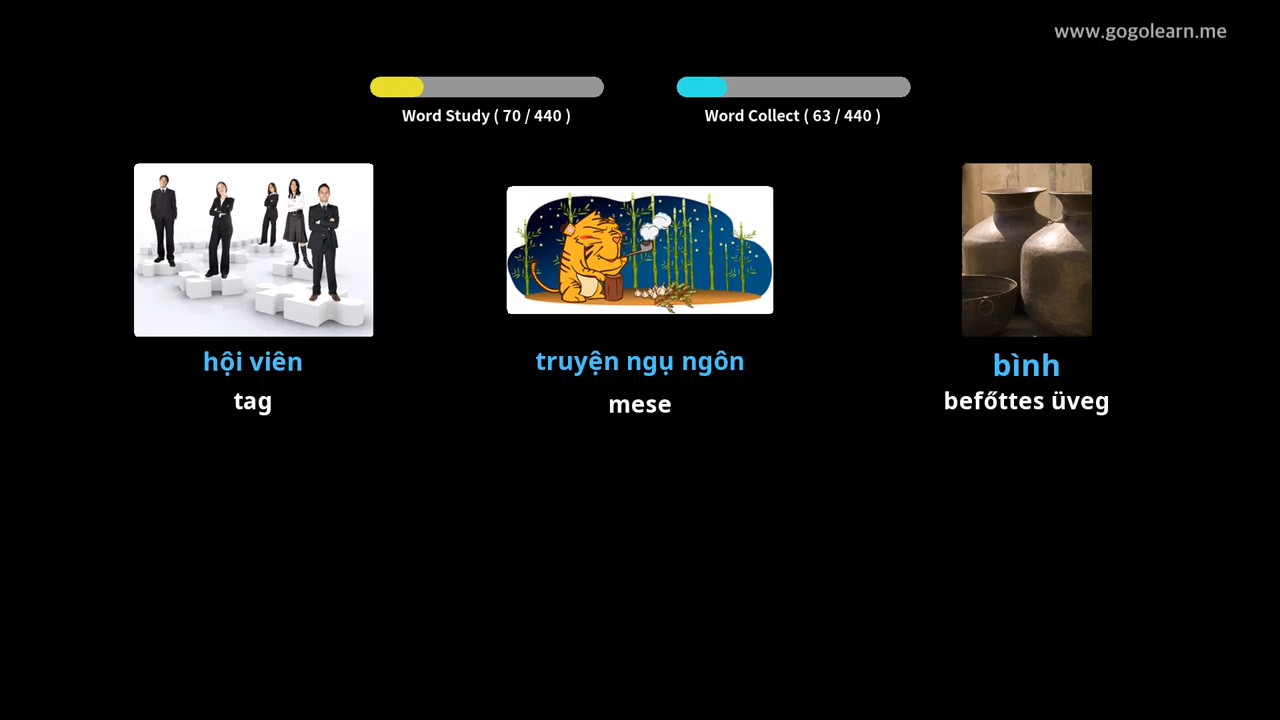 www.gogolearn.me
Word Study ( 70 / 440 )
Word Collect ( 63 / 440 )
hội viên
truyện ngụ ngôn
bình
tag
mese
befőttes üveg